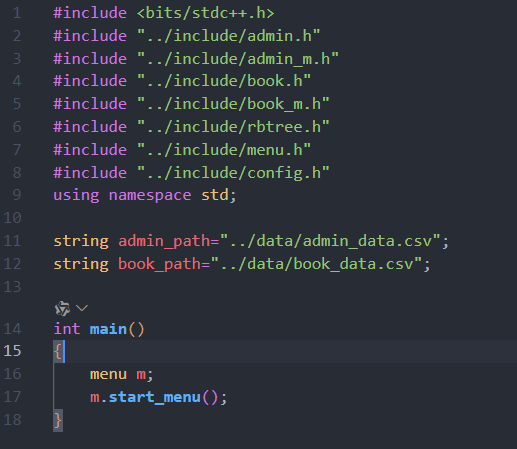 1 #include <bits/stdc++.h>
2 #include "../include/admin.h"
3 #include "../include/admin_m.h"
4 #include "../include/book.h"
5 #include "../include/book_m.h"
6 #include "../include/rbtree.h"
7 #include "../include/menu.h"
8 #include "../include/config.h"
9 using namespace std;
10
11 string admin_path="../data/admin_data.csv";
12 string book_path="../data/book_data.csv";
13
14 int main()
15 {
16     menu m;
17     m.start_menu();
18 }